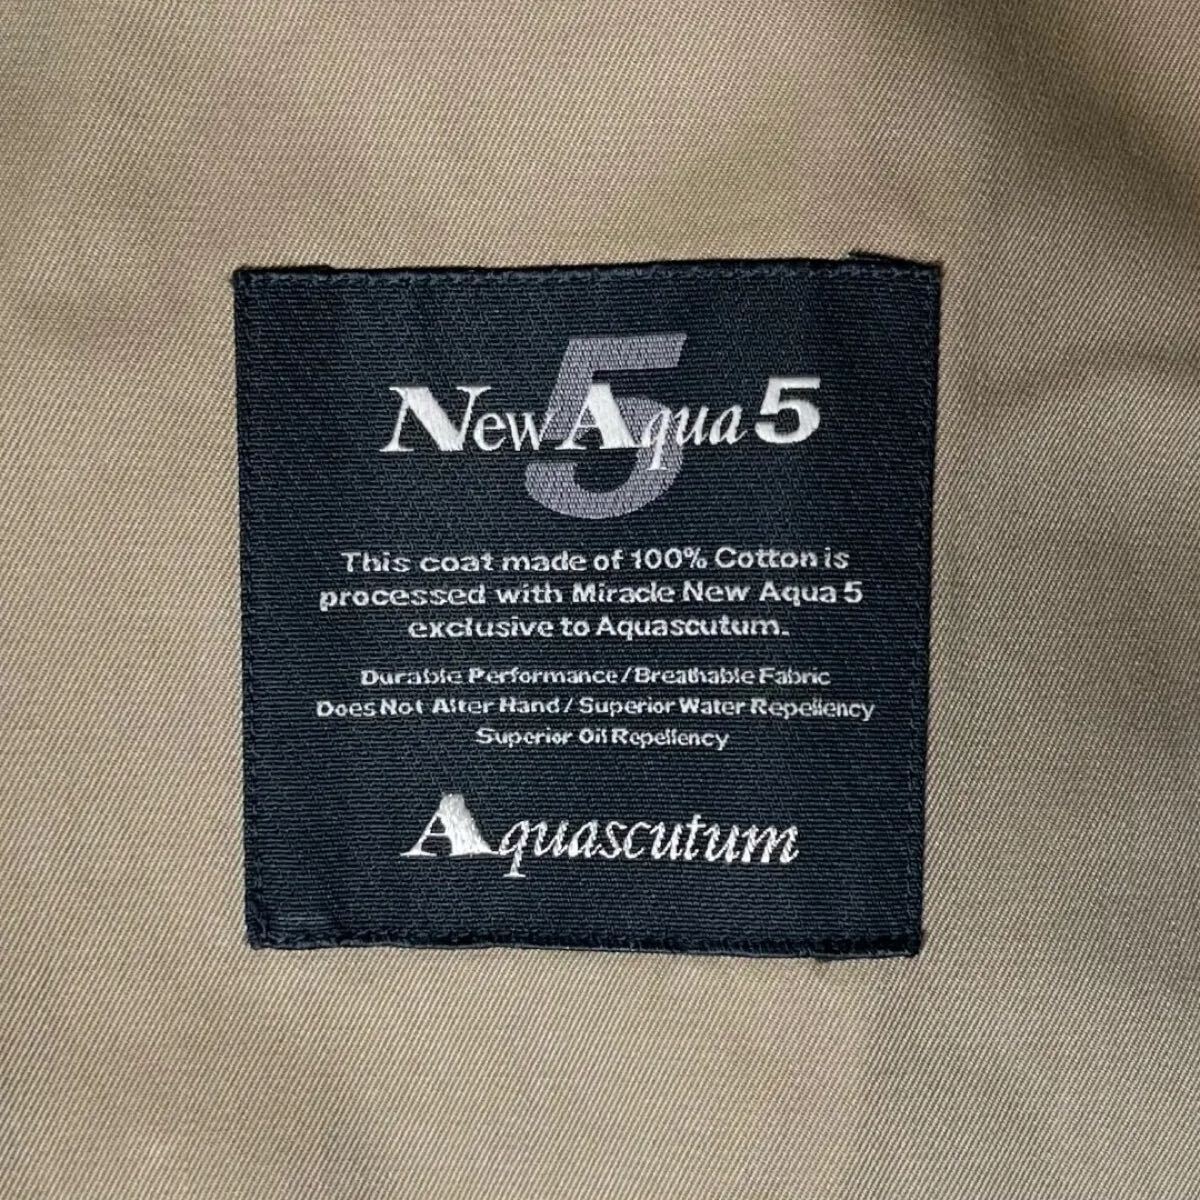 5
New Aqua 5
This coat made of 100% Cotton is
processed with Miracle New Aqua 5
exclusive to Aquascutum.
Durable Performance / Breathable Fabric
Does Not Alter Hand / Superior Water Repellency
Superior Oil Repellency
Aquascutum